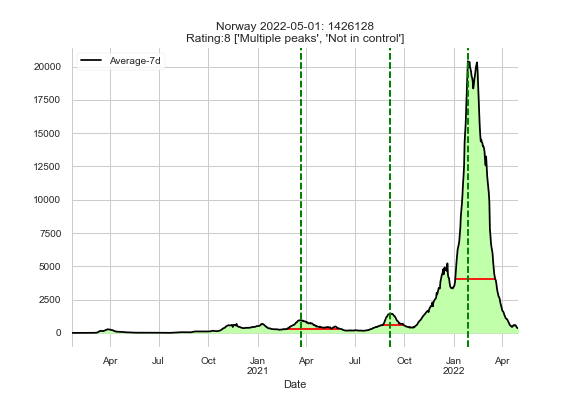 Norway 2022-05-01: 1426128
Rating:8 ['Multiple peaks', 'Not in control']
Average-7d
20000
17500
15000
12500
10000
7500
5000
2500
0
Apr Jul Oct Jan Apr Jul Oct Jan Apr
2021 2022
Date